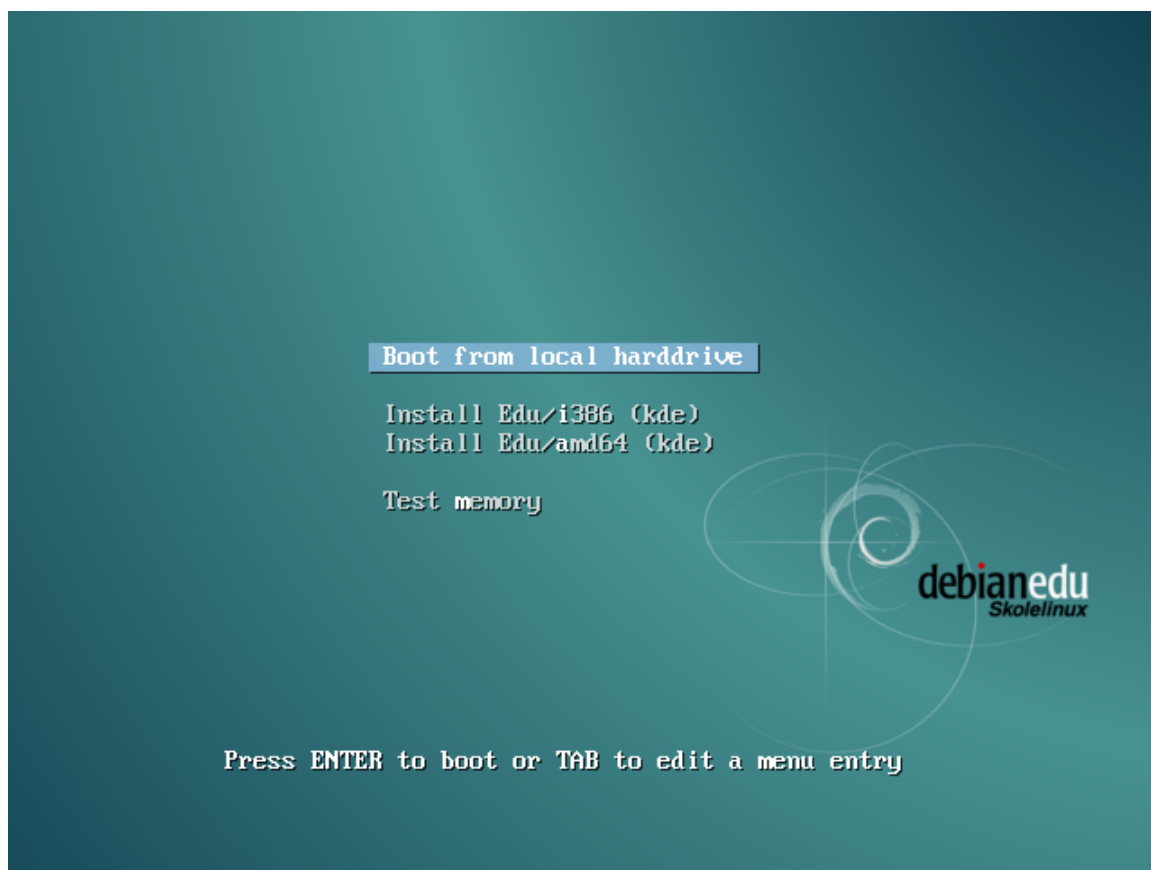 Boot from local harddrive
Install Edu/i386 (kde)
Install Edu/amd64 (kde)
Test memory
debianedu
Skolelinux
Press ENTER to boot or TAB to edit a menu entry